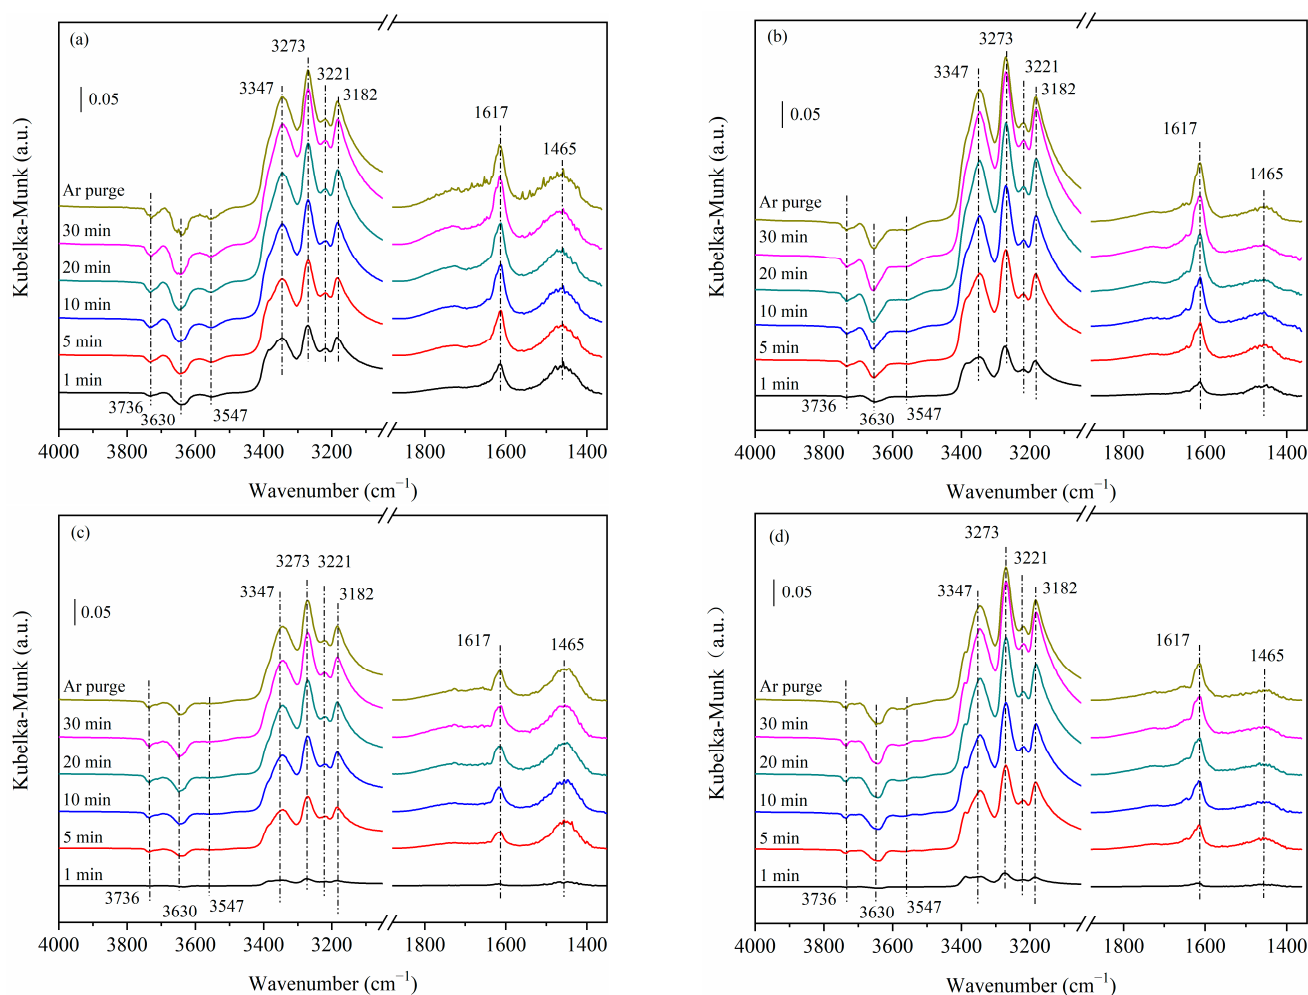 (a)
3273
3347
3221
3182
0.05
1617
1465
Kubelka-Munk (a.u.)
Ar purge
30 min
20 min
10 min
5 min
1 min
3736
3630
3547
4000 3800 3600 3400 3200 1800 1600 1400
Wavenumber (cm⁻¹)
(b)
3273
3347
3221
3182
0.05
1617
1465
Kubelka-Munk (a.u.)
Ar purge
30 min
20 min
10 min
5 min
1 min
3736
3630
3547
4000 3800 3600 3400 3200 1800 1600 1400
Wavenumber (cm⁻¹)
(c)
3273 3221
3347
3182
0.05
1617
1465
Kubelka-Munk (a.u.)
Ar purge
30 min
20 min
10 min
5 min
1 min
3736
3630
3547
4000 3800 3600 3400 3200 1800 1600 1400
Wavenumber (cm⁻¹)
(d)
3273
3221
3347
3182
0.05
1617
1465
Kubelka-Munk (a.u.)
Ar purge
30 min
20 min
10 min
5 min
1 min
3736
3630
3547
4000 3800 3600 3400 3200 1800 1600 1400
Wavenumber (cm⁻¹)